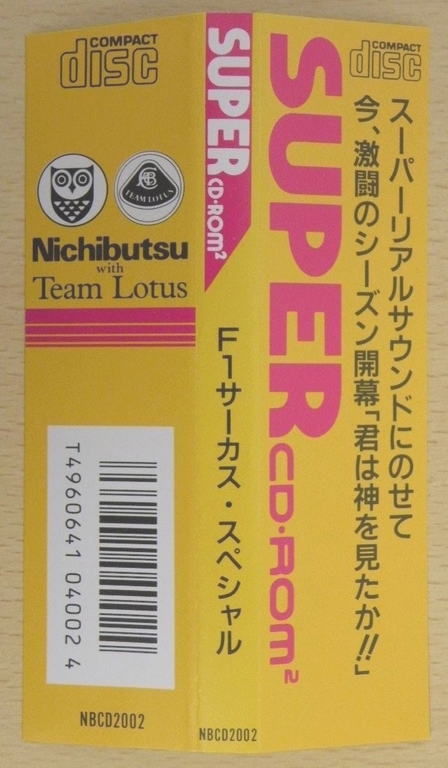 COMPACT
disc
TEAM LOTUS
Nichibutsu
with
Team Lotus
T4960641 04002 4
NBCD2002
SUPER CD-ROM²
F1サーカス・スペシャル
NBCD2002
COMPACT
disc
SUPER CD-ROM²
スーパーリアルサウンドにのせて
今、激闘のシーズン開幕「君は神を見たか!!」